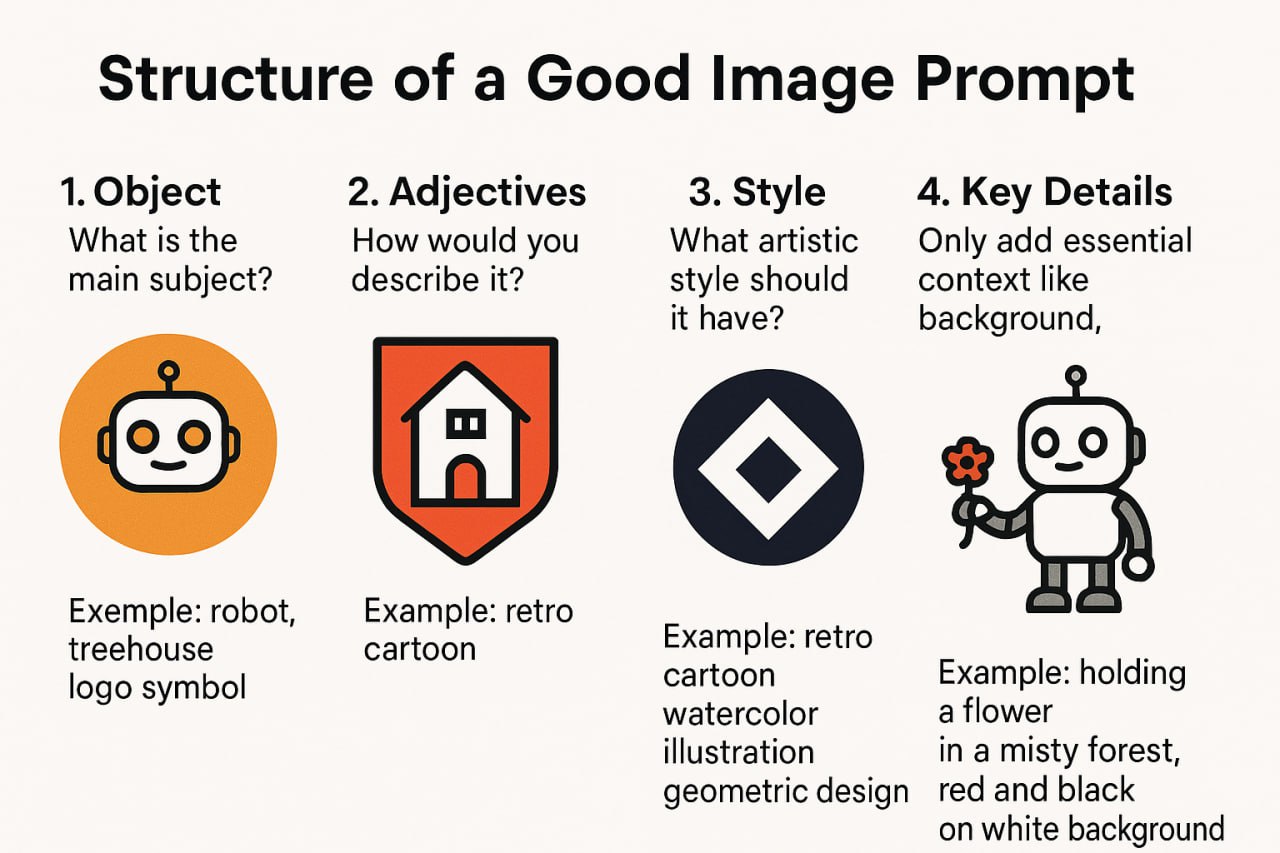 Structure of a Good Image Prompt
1. Object
What is the
main subject?
Exemple: robot,
treehouse
logo symbol
2. Adjectives
How would you
describe it?
Example: retro
cartoon
3. Style
What artistic
style should
it have?
Example: retro
cartoon
watercolor
illustration
geometric design
4. Key Details
Only add essential
context like
background,
Example: holding
a flower
in a misty forest,
red and black
on white background